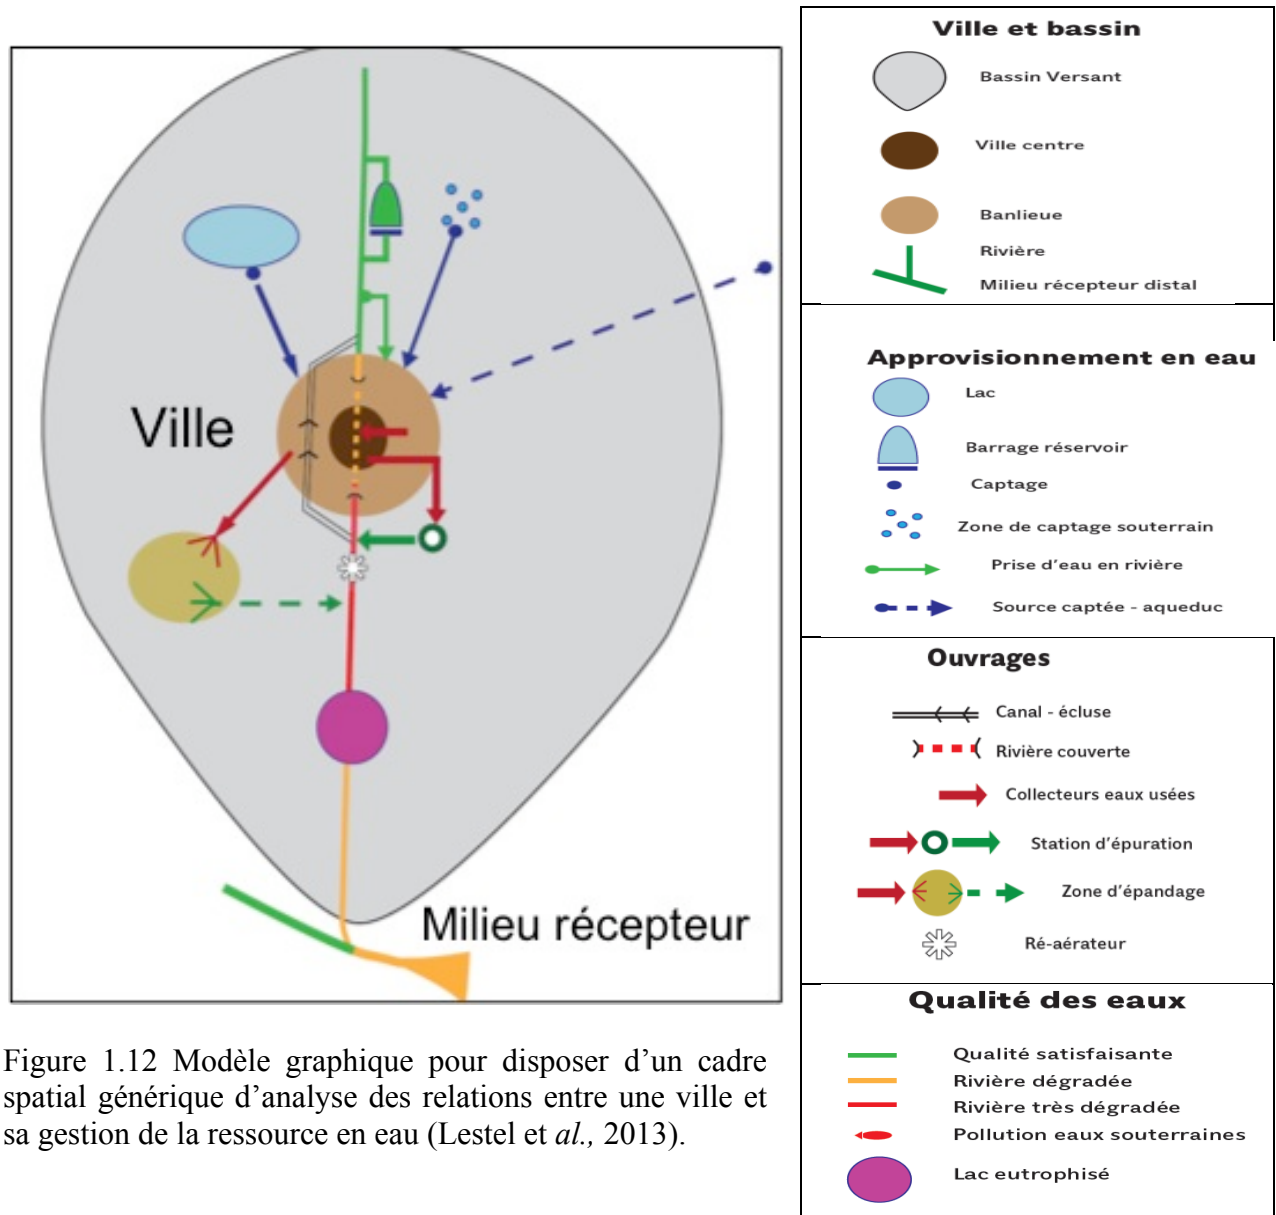 Ville
Milieu récepteur
Figure 1.12 Modèle graphique pour disposer d’un cadre
spatial générique d’analyse des relations entre une ville et
sa gestion de la ressource en eau (Lestel et al., 2013).
Ville et bassin
Bassin Versant
Ville centre
Banlieue
Rivière
Milieu récepteur distal
Approvisionnement en eau
Lac
Barrage réservoir
Captage
Zone de captage souterrain
Prise d’eau en rivière
Source captée - aqueduc
Ouvrages
Canal - écluse
Rivière couverte
Collecteurs eaux usées
Station d’épuration
Zone d’épandage
Ré-aérateur
Qualité des eaux
Qualité satisfaisante
Rivière dégradée
Rivière très dégradée
Pollution eaux souterraines
Lac eutrophisé